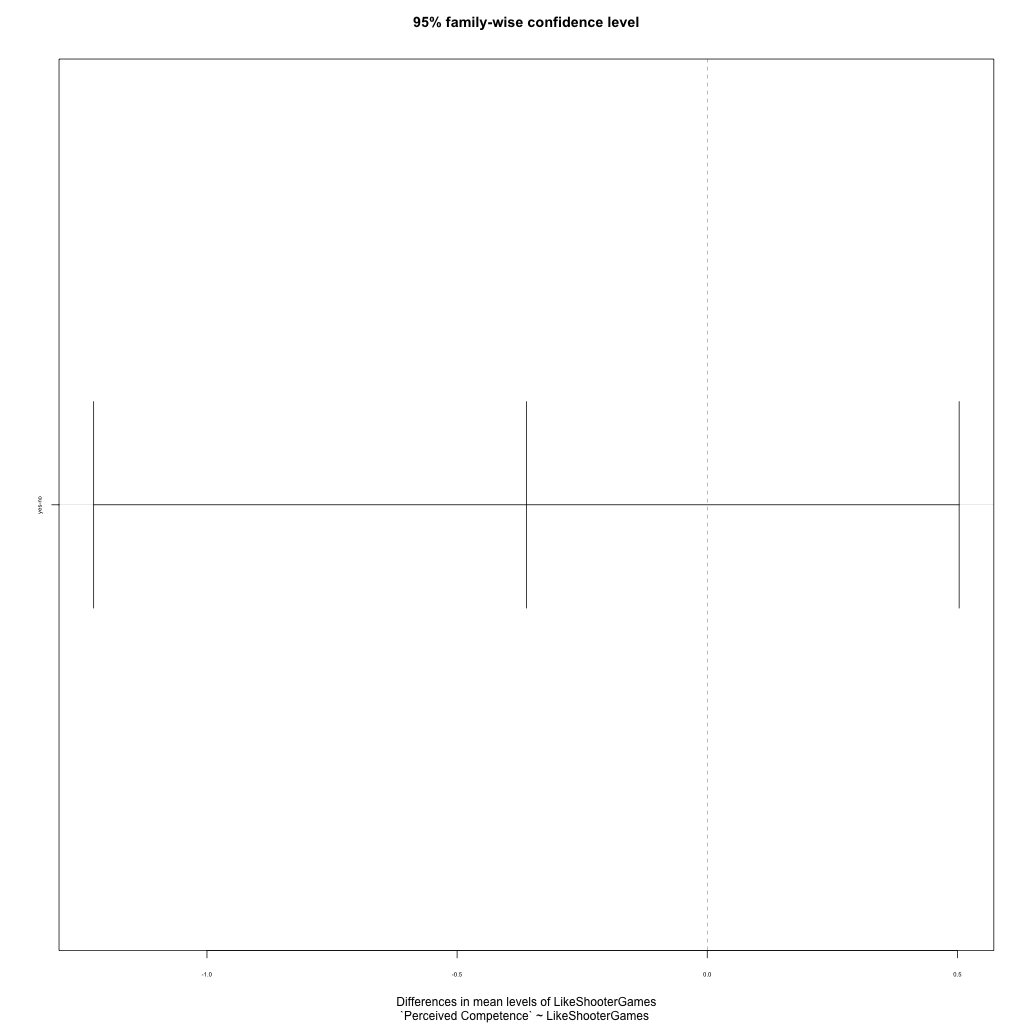 95% family-wise confidence level
yes-no
-1.0
-0.5
0.0
0.5
Differences in mean levels of LikeShooterGames
`Perceived Competence` ~ LikeShooterGames